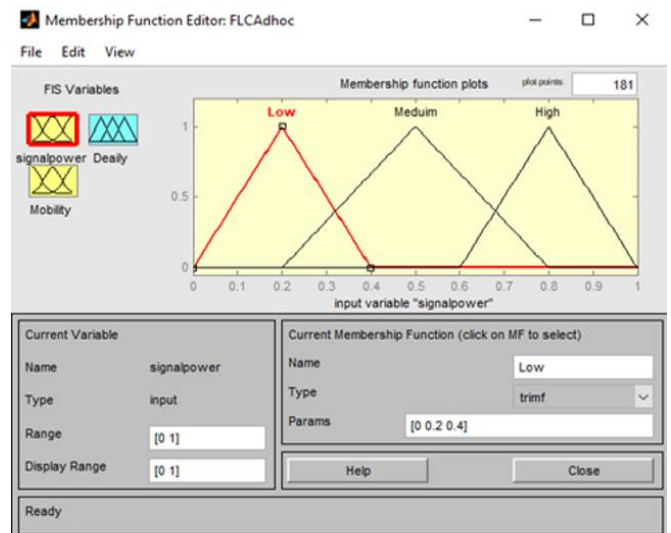 Membership Function Editor: FLCAdhoc
File Edit View
FIS Variables
signalpower Deaily
Mobility
Membership function plots plot points: 181
Low Meduim High
1
0.5
0
0 0.1 0.2 0.3 0.4 0.5 0.6 0.7 0.8 0.9 1
input variable "signalpower"
Current Variable
Name signalpower
Type input
Range [0 1]
Display Range [0 1]
Current Membership Function (click on MF to select)
Name Low
Type trimf
Params [0 0.2 0.4]
Help Close
Ready